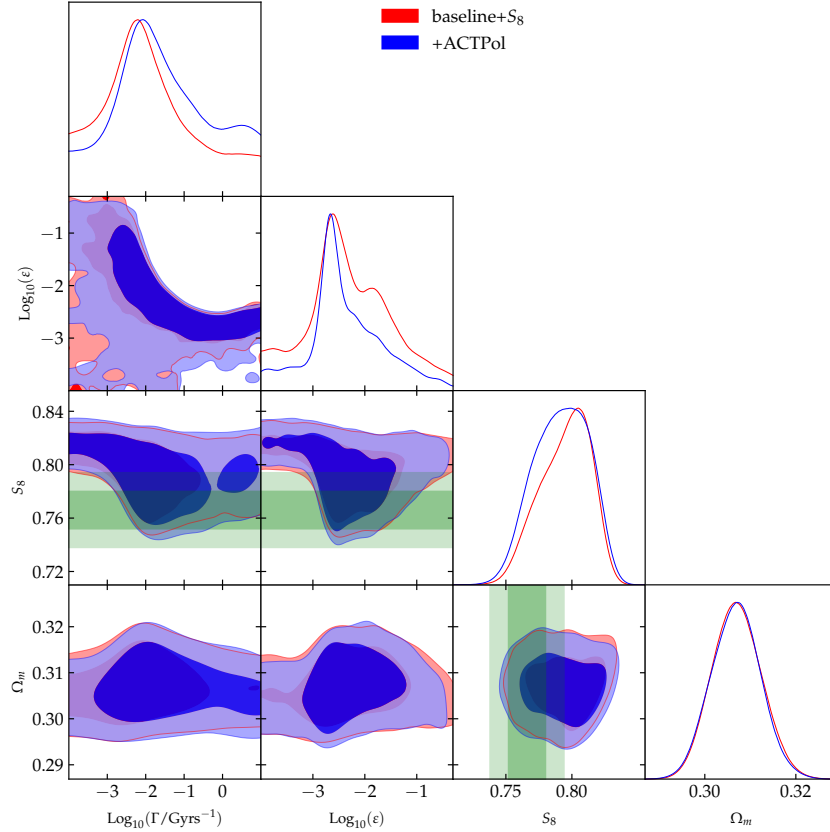 baseline+S₈
+ACTPol
−1
−2
−3
Log₁₀(ε)
0.84
0.80
0.76
0.72
S₈
0.32
0.31
0.30
0.29
Ωₘ
−3 −2 −1 0
−3 −2 −1
0.75 0.80
0.30 0.32
Log₁₀(Γ/Gyrs⁻¹)
Log₁₀(ε)
S₈
Ωₘ